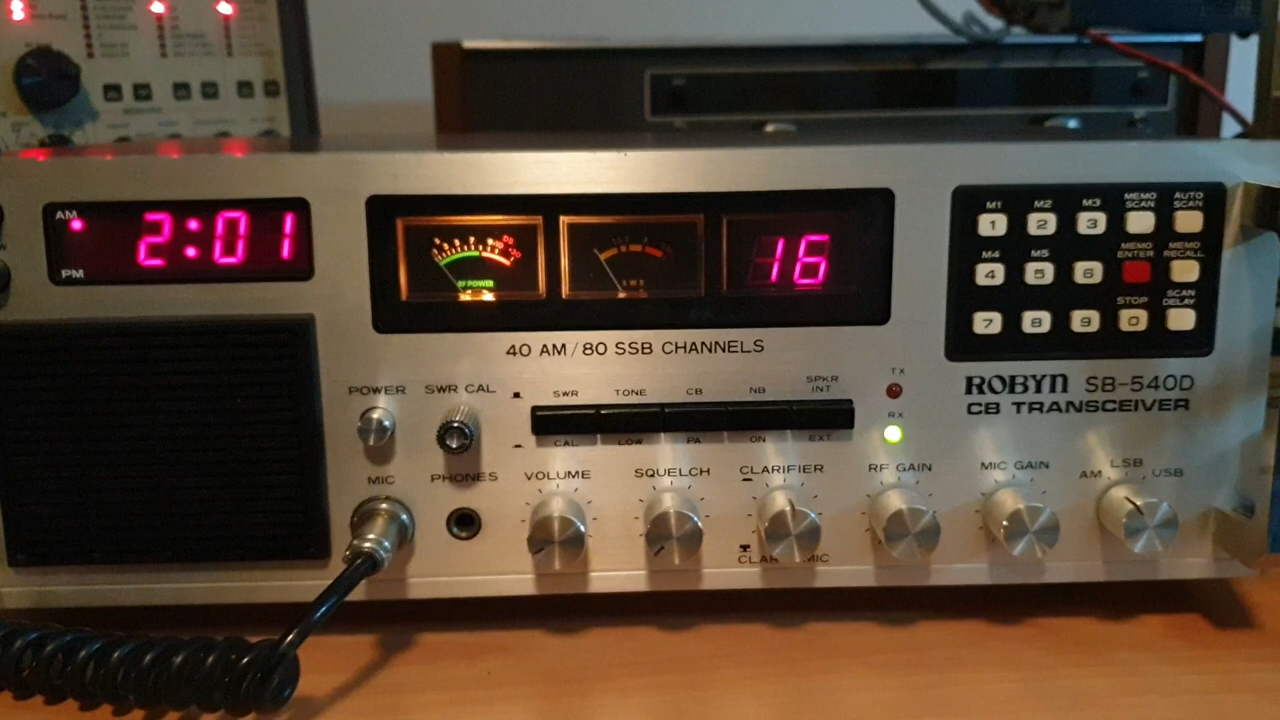 AM
2:01
PM
RF POWER
SWR
16
M1 M2 M3 MEMO SCAN AUTO SCAN
1 2 3
M4 M5 MEMO ENTER MEMO RECALL
4 5 6
STOP SCAN DELAY
7 8 9 0
40 AM/80 SSB CHANNELS
ROBYN SB-540D
CB TRANSCEIVER
POWER SWR CAL
SWR TONE CB NB SPKR INT
CAL LOW PA ON EXT
TX
RX
MIC PHONES VOLUME SQUELCH CLARIFIER RF GAIN MIC GAIN AM LSB USB